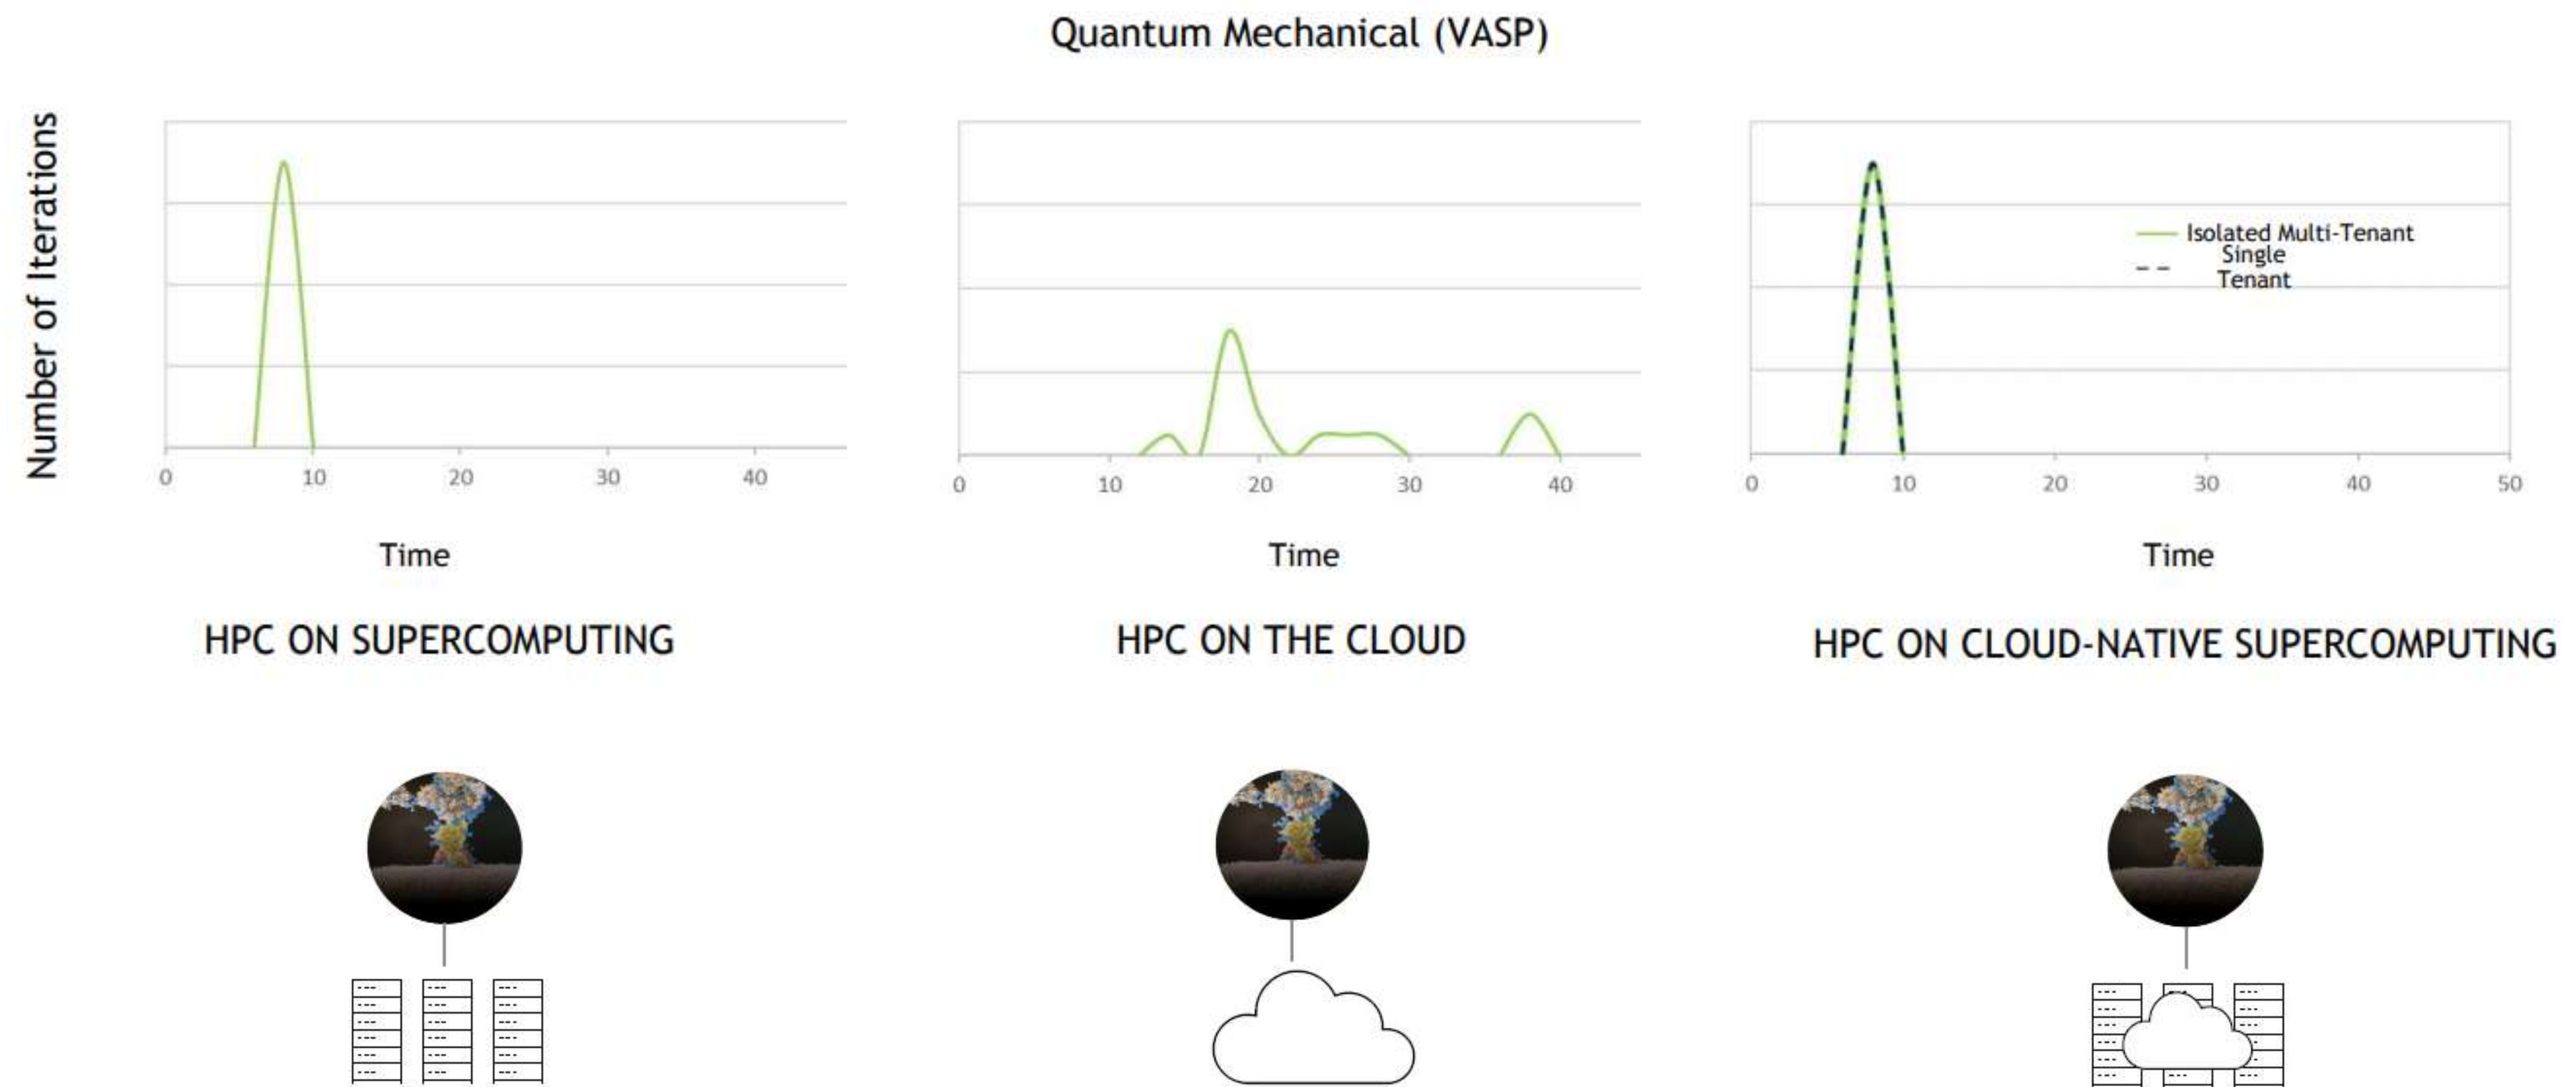 Quantum Mechanical (VASP)
Number of Iterations
0 10 20 30 40
Time
HPC ON SUPERCOMPUTING
0 10 20 30 40
Time
HPC ON THE CLOUD
Isolated Multi-Tenant
Single
Tenant
0 10 20 30 40 50
Time
HPC ON CLOUD-NATIVE SUPERCOMPUTING